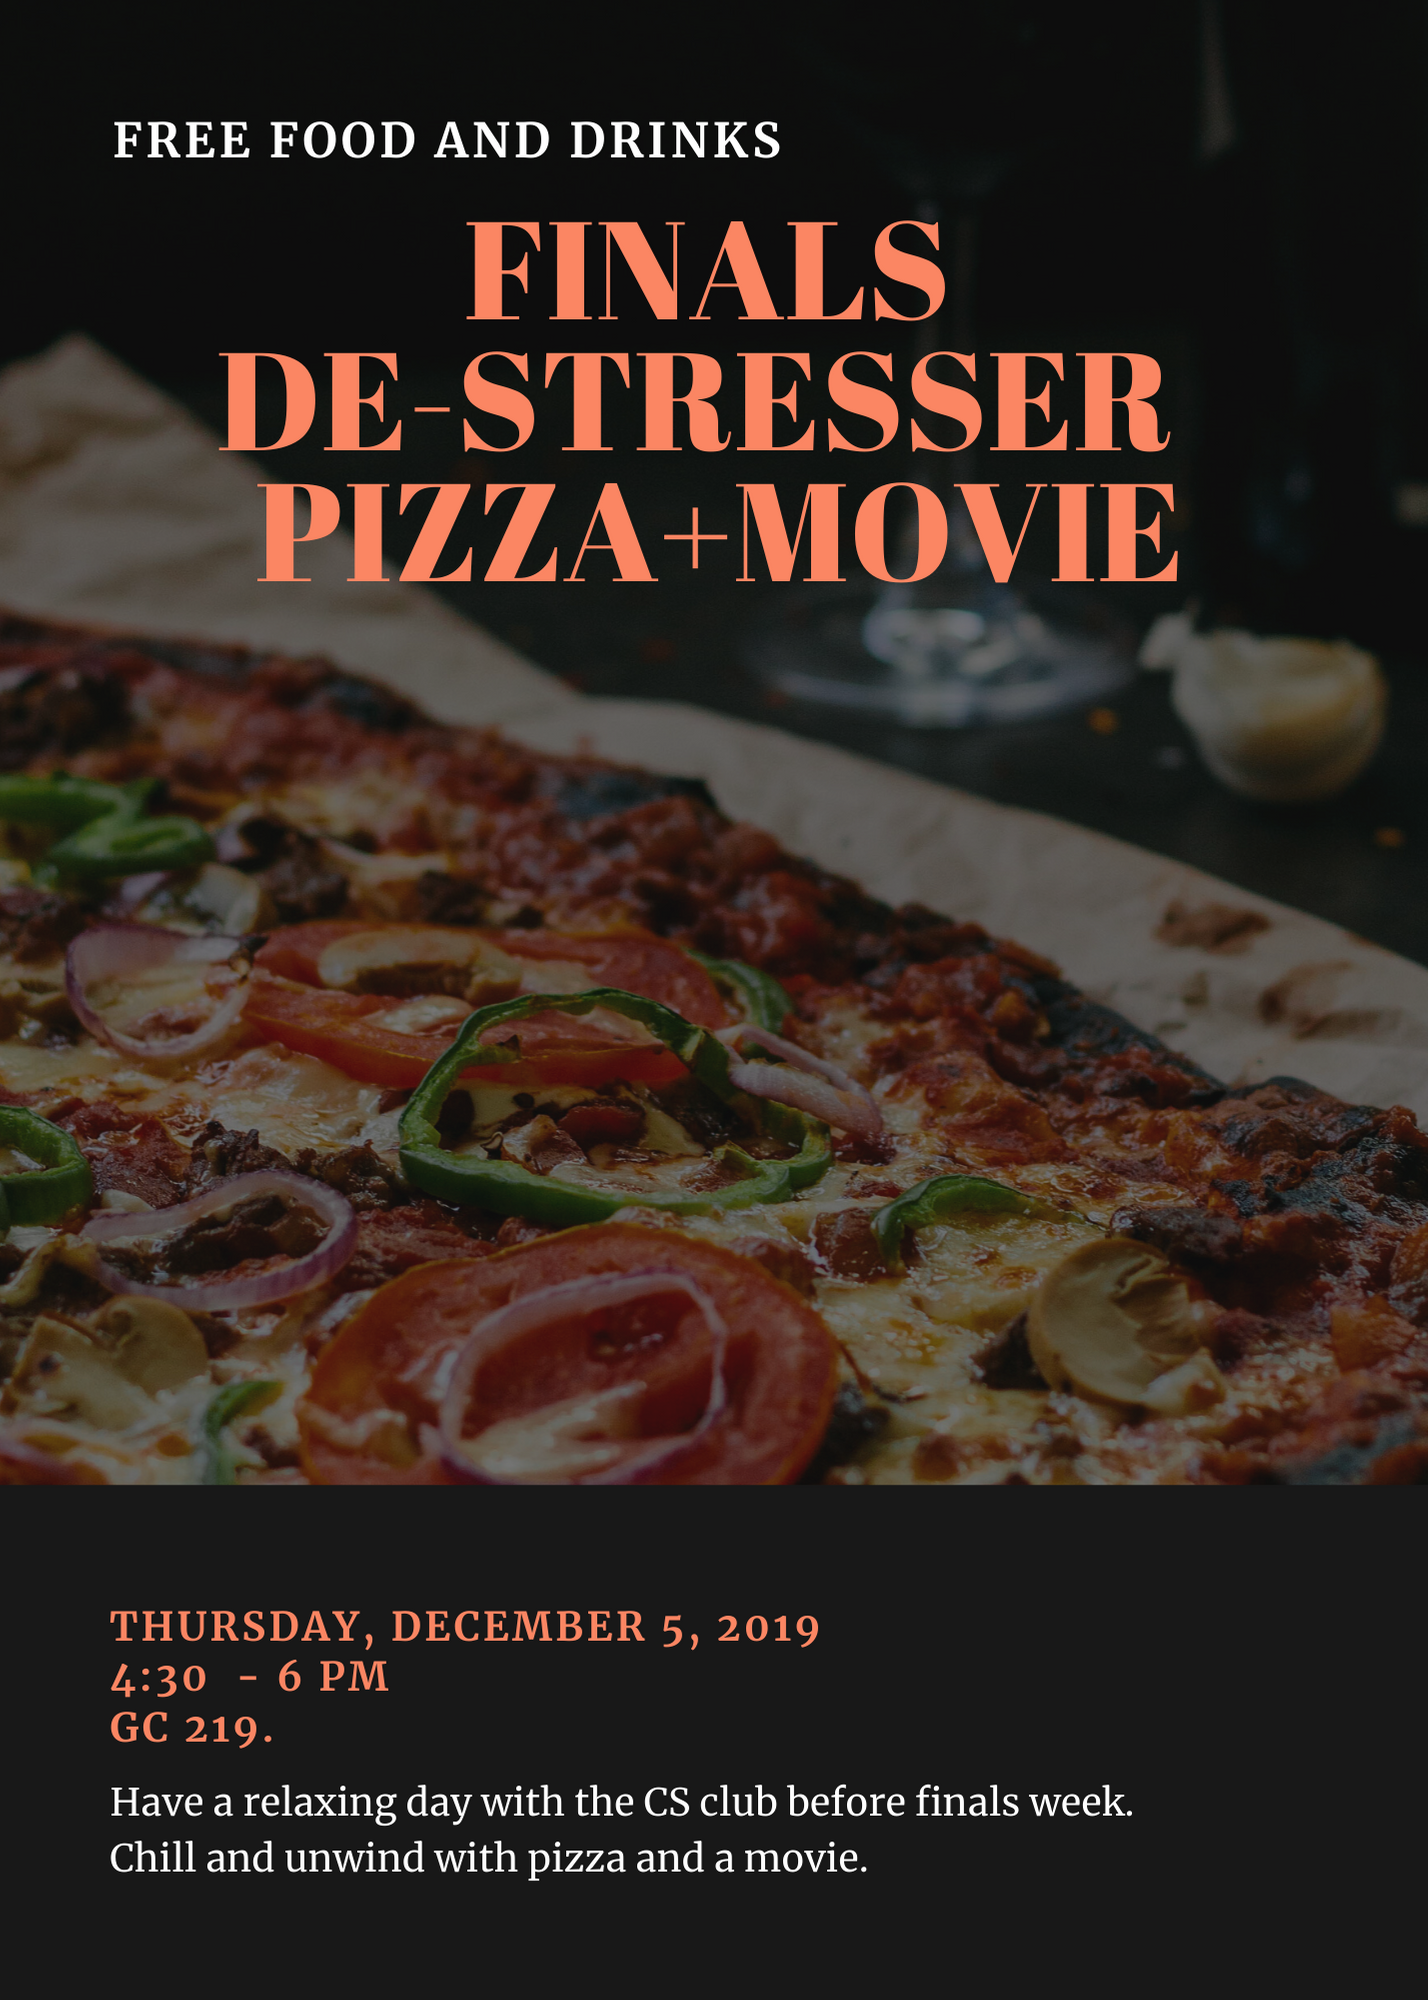 FREE FOOD AND DRINKS
FINALS
DE-STRESSER
PIZZA+MOVIE
THURSDAY, DECEMBER 5, 2019
4:30  - 6 PM
GC 219.
Have a relaxing day with the CS club before finals week.
Chill and unwind with pizza and a movie.